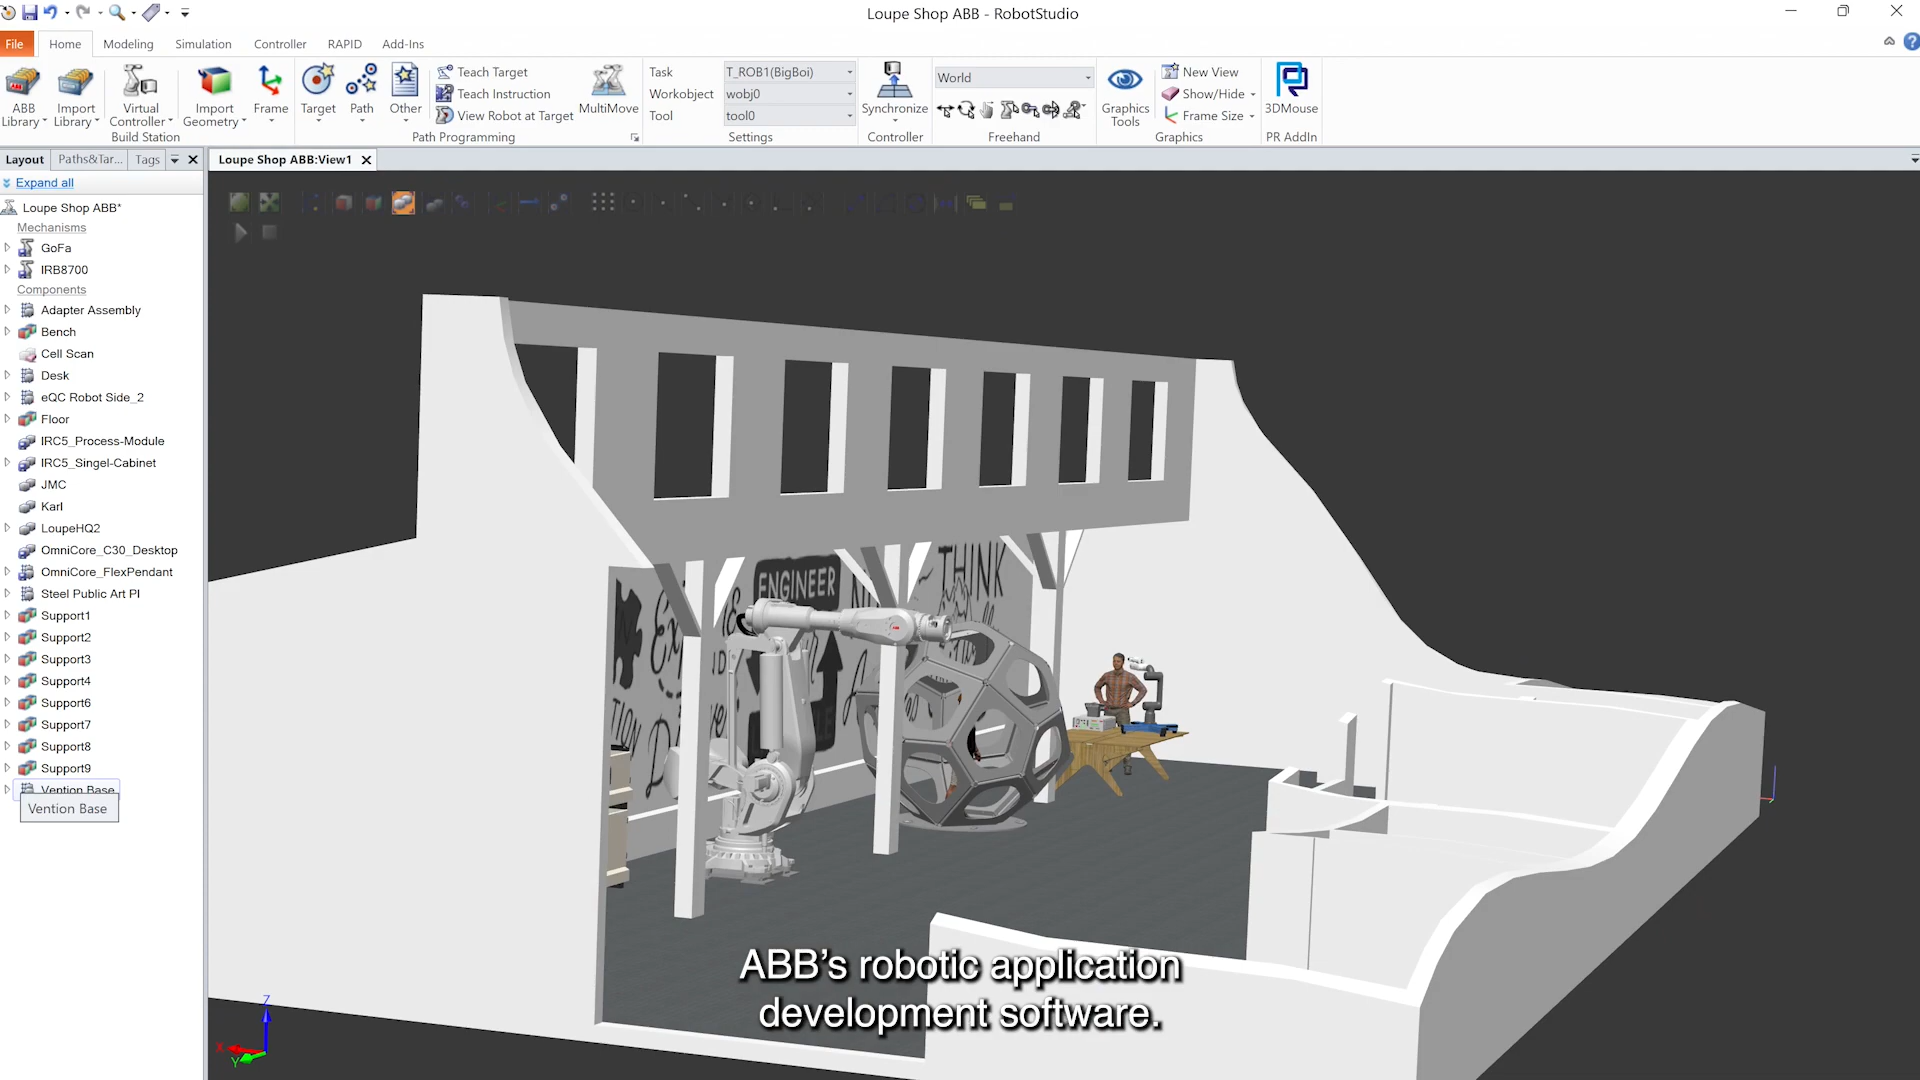 Loupe Shop ABB - RobotStudio
File Home Modeling Simulation Controller RAPID Add-Ins
ABB Library
Import Library
Virtual Controller
Build Station
Import Geometry
Frame
Target
Path
Other
Teach Target
Teach Instruction
View Robot at Target
MultiMove
Path Programming
Task T_ROB1(BigBoi)
Workobject wobj0
Tool tool0
Settings
Synchronize
Controller
World
Freehand
Graphics Tools
New View
Show/Hide
Frame Size
Graphics
3DMouse
PR AddIn
Layout Paths&Tar... Tags
Loupe Shop ABB:View1
Expand all
Loupe Shop ABB*
Mechanisms
GoFa
IRB8700
Components
Adapter Assembly
Bench
Cell Scan
Desk
eQC Robot Side_2
Floor
IRC5_Process-Module
IRC5_Singel-Cabinet
JMC
Karl
LoupeHQ2
OmniCore_C30_Desktop
OmniCore_FlexPendant
Steel Public Art Pl
Support1
Support2
Support3
Support4
Support6
Support7
Support8
Support9
Vention Base
Vention Base
ENGINEER
THINK
ABB
Z
X
Y
ABB's robotic application
development software.